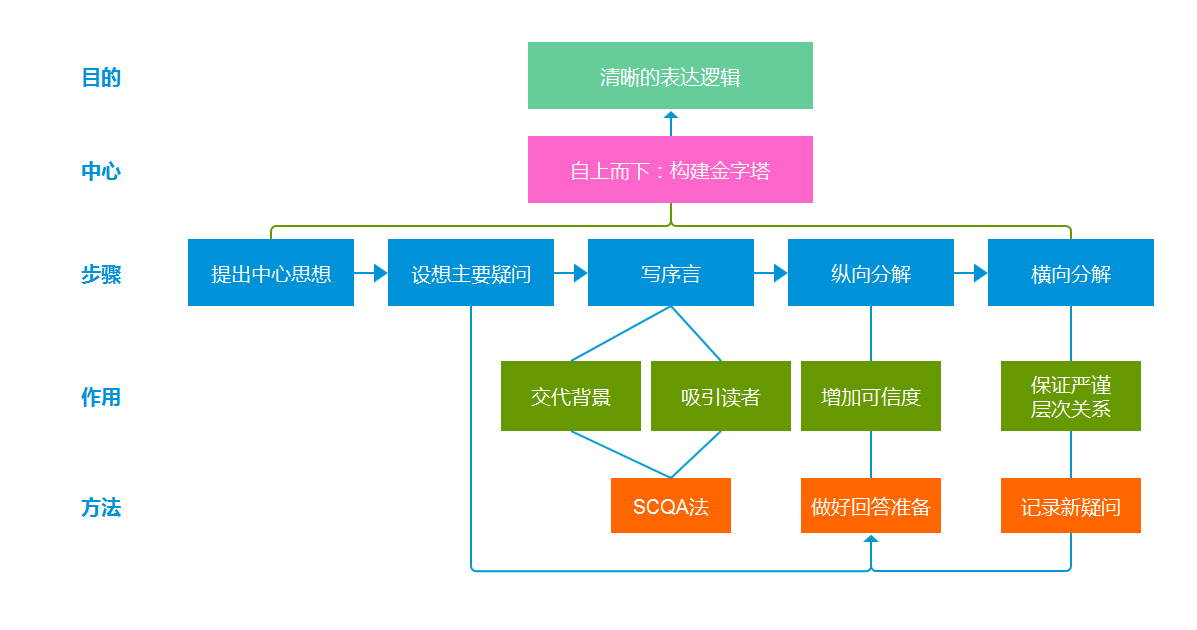 目的
清晰的表达逻辑
中心
自上而下：构建金字塔
步骤
提出中心思想
设想主要疑问
写序言
纵向分解
横向分解
作用
交代背景
吸引读者
增加可信度
保证严谨
层次关系
方法
SCQA法
做好回答准备
记录新疑问